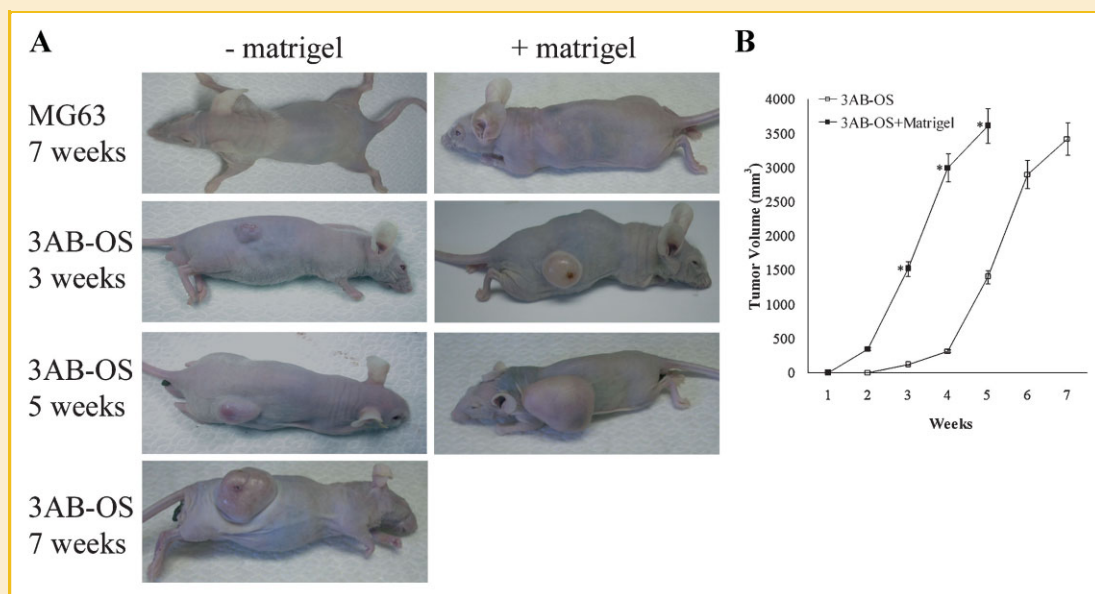 A
- matrigel
+ matrigel
MG63
7 weeks
3AB-OS
3 weeks
3AB-OS
5 weeks
3AB-OS
7 weeks
B
3AB-OS
3AB-OS+Matrigel
Tumor Volume (mm³)
4000
3500
3000
2500
2000
1500
1000
500
0
*
*
*
1 2 3 4 5 6 7
Weeks